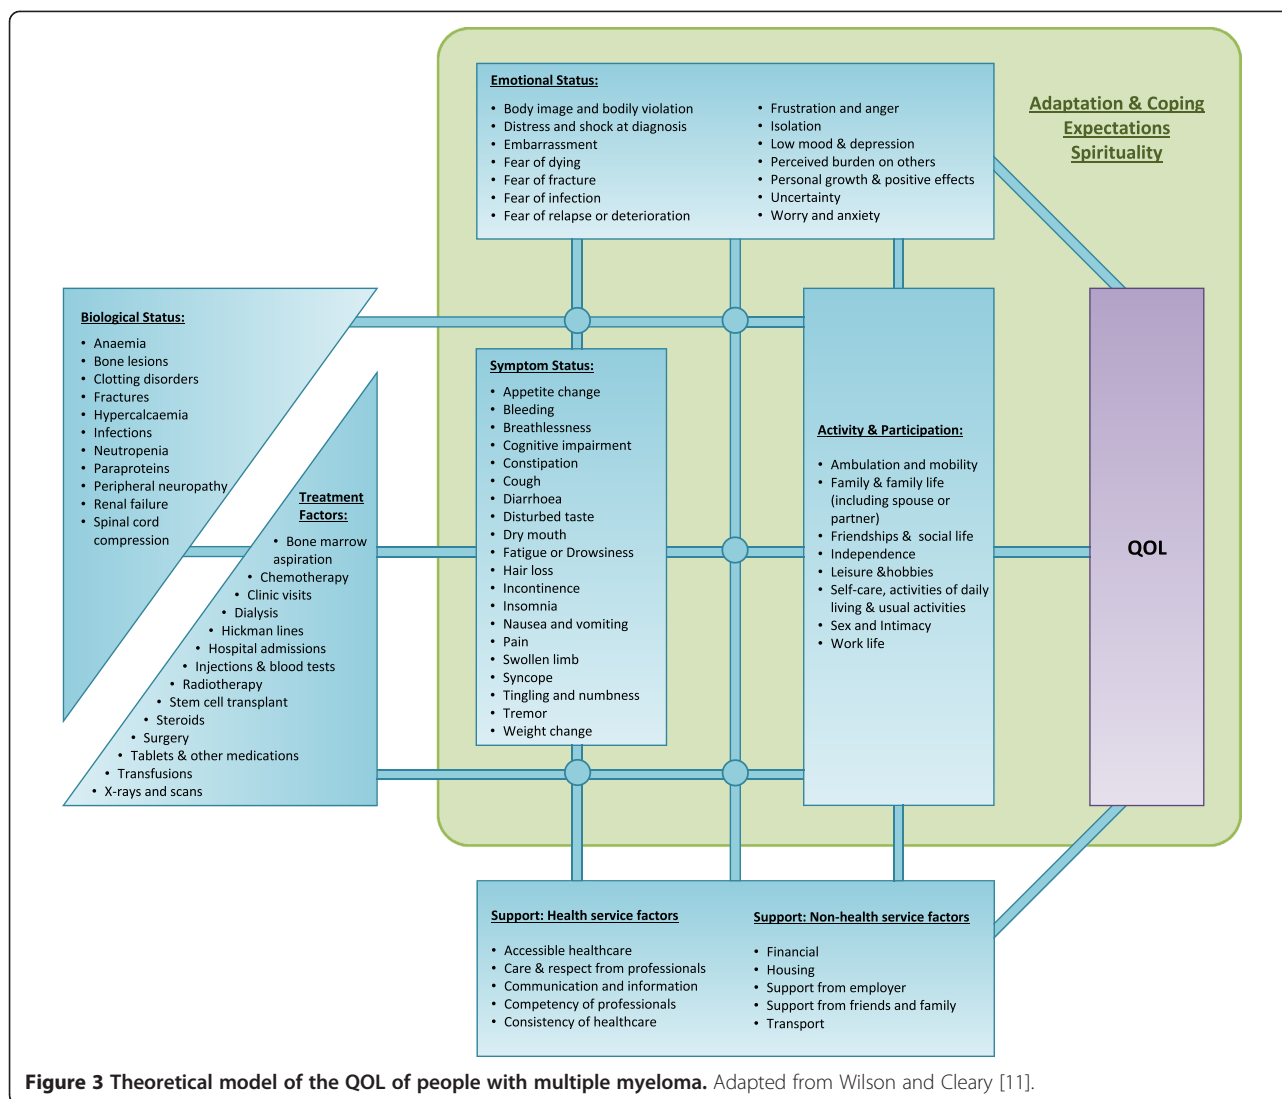 Emotional Status:
• Body image and bodily violation
• Distress and shock at diagnosis
• Embarrassment
• Fear of dying
• Fear of fracture
• Fear of infection
• Fear of relapse or deterioration
• Frustration and anger
• Isolation
• Low mood & depression
• Perceived burden on others
• Personal growth & positive effects
• Uncertainty
• Worry and anxiety
Adaptation & Coping
Expectations
Spirituality
Biological Status:
• Anaemia
• Bone lesions
• Clotting disorders
• Fractures
• Hypercalcaemia
• Infections
• Neutropenia
• Paraproteins
• Peripheral neuropathy
• Renal failure
• Spinal cord
compression
Treatment
Factors:
• Bone marrow
aspiration
• Chemotherapy
• Clinic visits
• Dialysis
• Hickman lines
• Hospital admissions
• Injections & blood tests
• Radiotherapy
• Stem cell transplant
• Steroids
• Surgery
• Tablets & other medications
• Transfusions
• X-rays and scans
Symptom Status:
• Appetite change
• Bleeding
• Breathlessness
• Cognitive impairment
• Constipation
• Cough
• Diarrhoea
• Disturbed taste
• Dry mouth
• Fatigue or Drowsiness
• Hair loss
• Incontinence
• Insomnia
• Nausea and vomiting
• Pain
• Swollen limb
• Syncope
• Tingling and numbness
• Tremor
• Weight change
Activity & Participation:
• Ambulation and mobility
• Family & family life
(including spouse or
partner)
• Friendships & social life
• Independence
• Leisure &hobbies
• Self-care, activities of daily
living & usual activities
• Sex and Intimacy
• Work life
QOL
Support: Health service factors
• Accessible healthcare
• Care & respect from professionals
• Communication and information
• Competency of professionals
• Consistency of healthcare
Support: Non-health service factors
• Financial
• Housing
• Support from employer
• Support from friends and family
• Transport
Figure 3 Theoretical model of the QOL of people with multiple myeloma. Adapted from Wilson and Cleary [11].